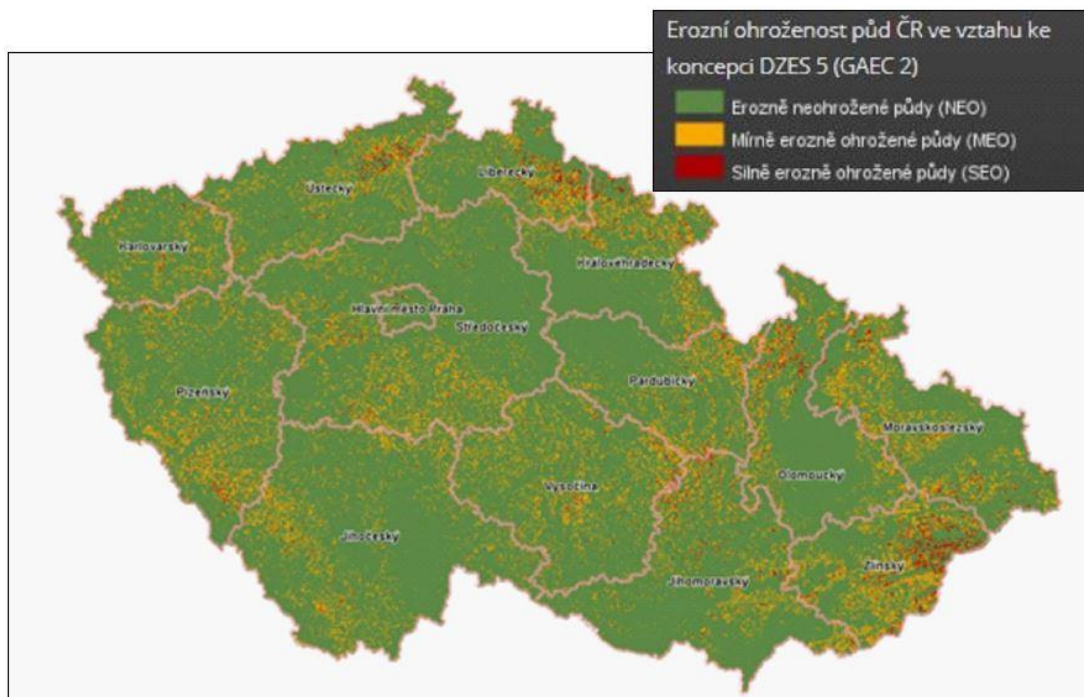 Erozní ohroženost půd ČR ve vztahu ke
koncepci DZES 5 (GAEC 2)
Erozně neohrožené půdy (NEO)
Mírně erozně ohrožené půdy (MEO)
Silně erozně ohrožené půdy (SEO)
Liberecký
Ústecký
Karlovarský
Královéhradecký
Hlavní město Praha
Středočeský
Plzeňský
Pardubický
Moravskoslezský
Olomoucký
Vysočina
Jihočeský
Zlínský
Jihomoravský